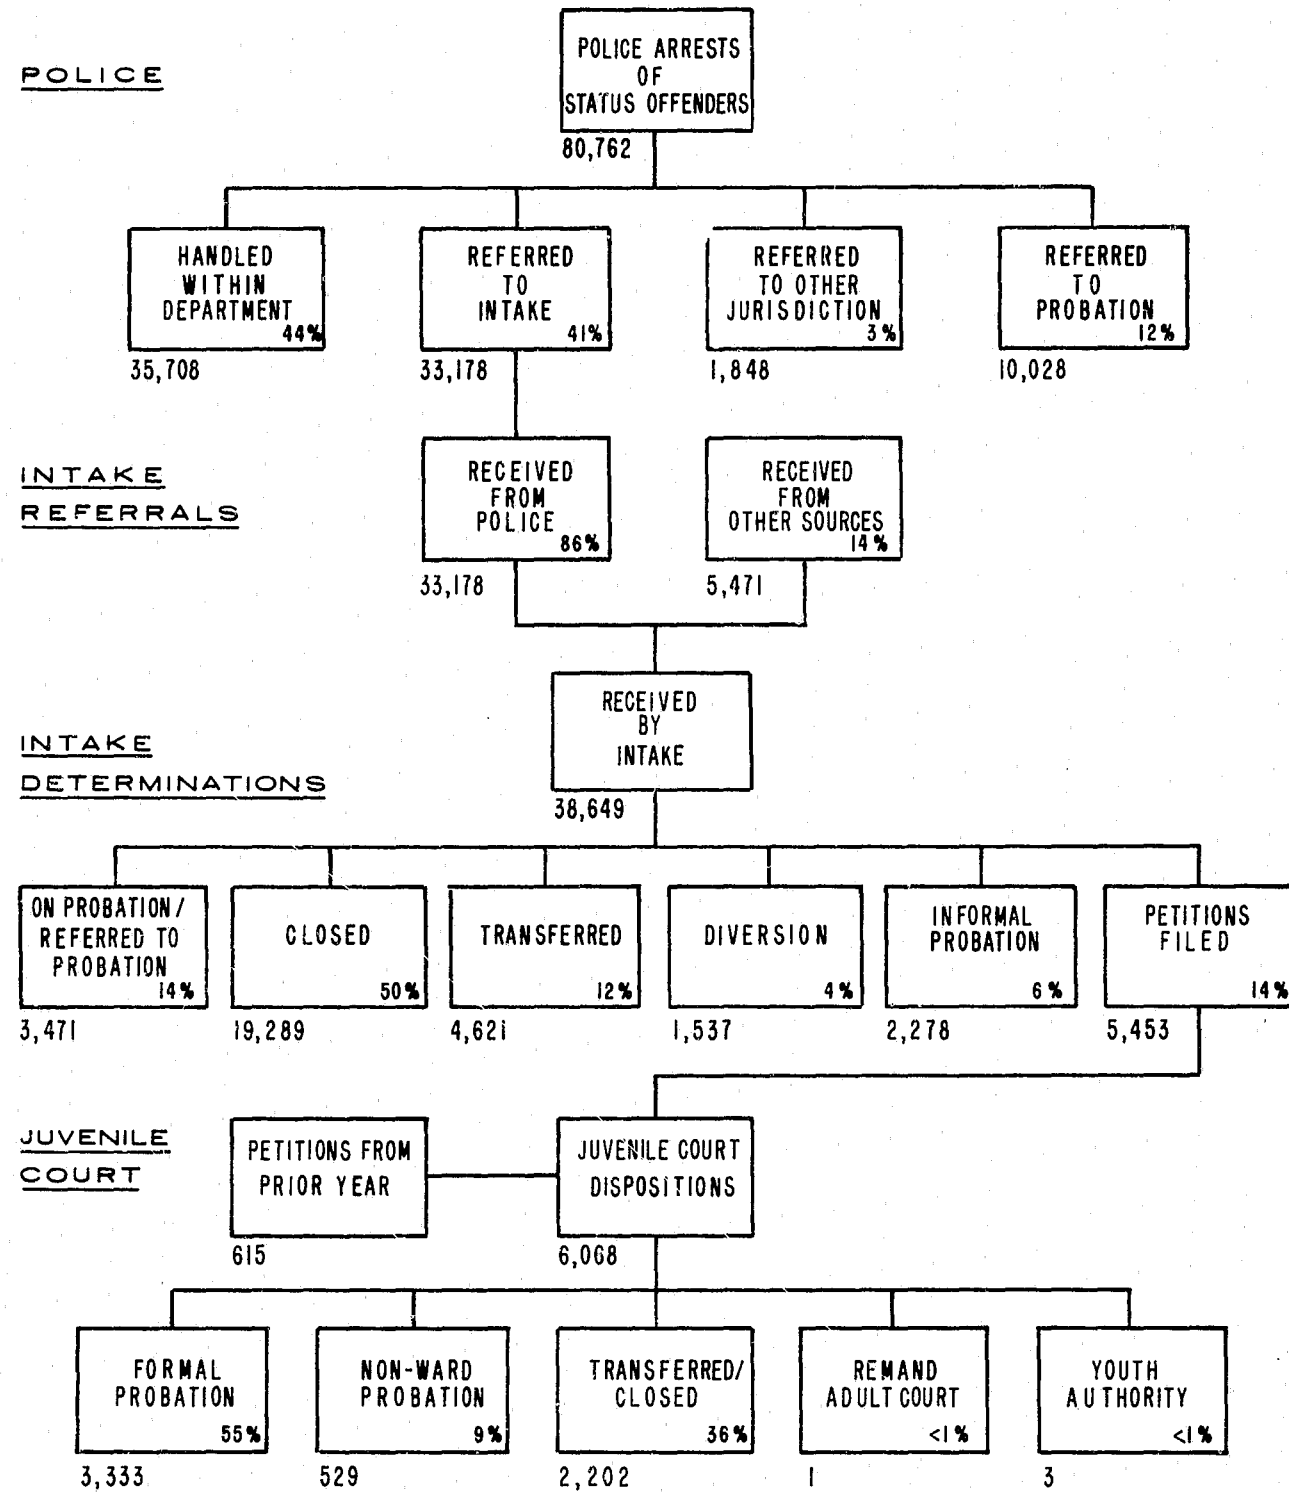 POLICE
POLICE ARRESTS
OF
STATUS OFFENDERS
80,762
HANDLED
WITHIN
DEPARTMENT
44%
35,708
REFERRED
TO
INTAKE
41%
33,178
REFERRED
TO OTHER
JURISDICTION
3%
1,848
REFERRED
TO
PROBATION
12%
10,028
INTAKE
REFERRALS
RECEIVED
FROM
POLICE
86%
33,178
RECEIVED
FROM
OTHER SOURCES
14%
5,471
INTAKE
DETERMINATIONS
RECEIVED
BY
INTAKE
38,649
ON PROBATION/
REFERRED TO
PROBATION
14%
3,471
CLOSED
50%
19,289
TRANSFERRED
12%
4,621
DIVERSION
4%
1,537
INFORMAL
PROBATION
6%
2,278
PETITIONS
FILED
14%
5,453
JUVENILE
COURT
PETITIONS FROM
PRIOR YEAR
615
JUVENILE COURT
DISPOSITIONS
6,068
FORMAL
PROBATION
55%
3,333
NON-WARD
PROBATION
9%
529
TRANSFERRED/
CLOSED
36%
2,202
REMAND
ADULT COURT
<1%
1
YOUTH
AUTHORITY
<1%
3